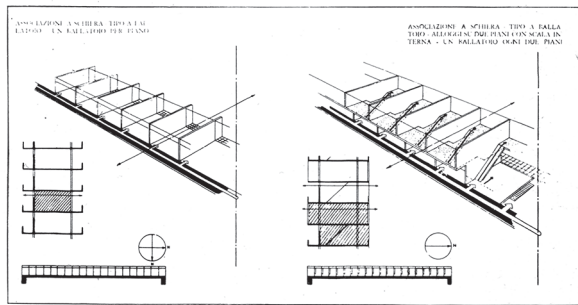 ASSOCIAZIONE A SCHIERA - TIPO A BAL
LATOIO - UN BALLATOIO PER PIANO
ASSOCIAZIONE A SCHIERA - TIPO A BALLA
TOIO - ALLOGGI SU DUE PIANI CON SCALA IN
TERNA - UN BALLATOIO OGNI DUE PIANI